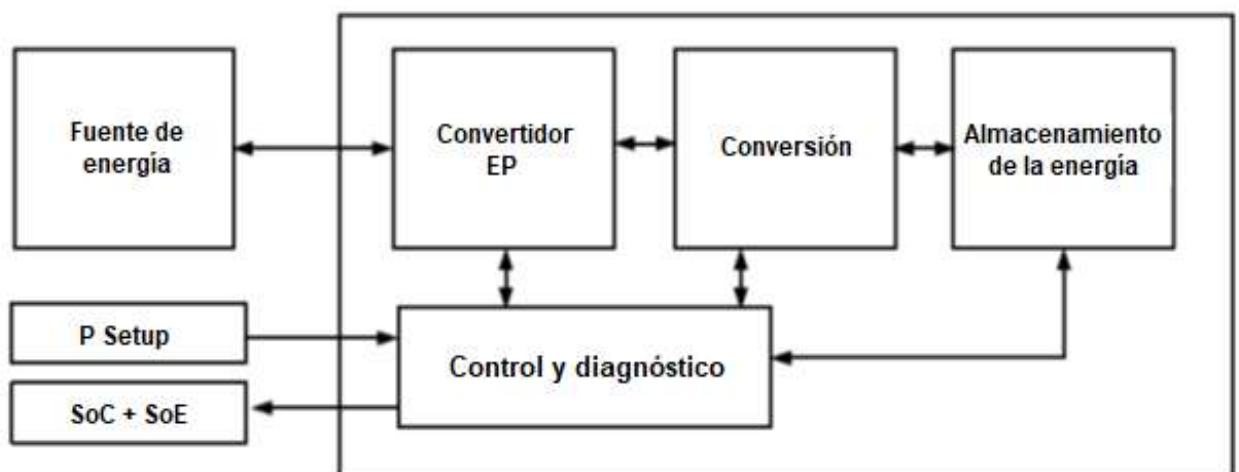 Fuente de
energía
Convertidor
EP
Conversión
Almacenamiento
de la energía
P Setup
Control y diagnóstico
SoC + SoE